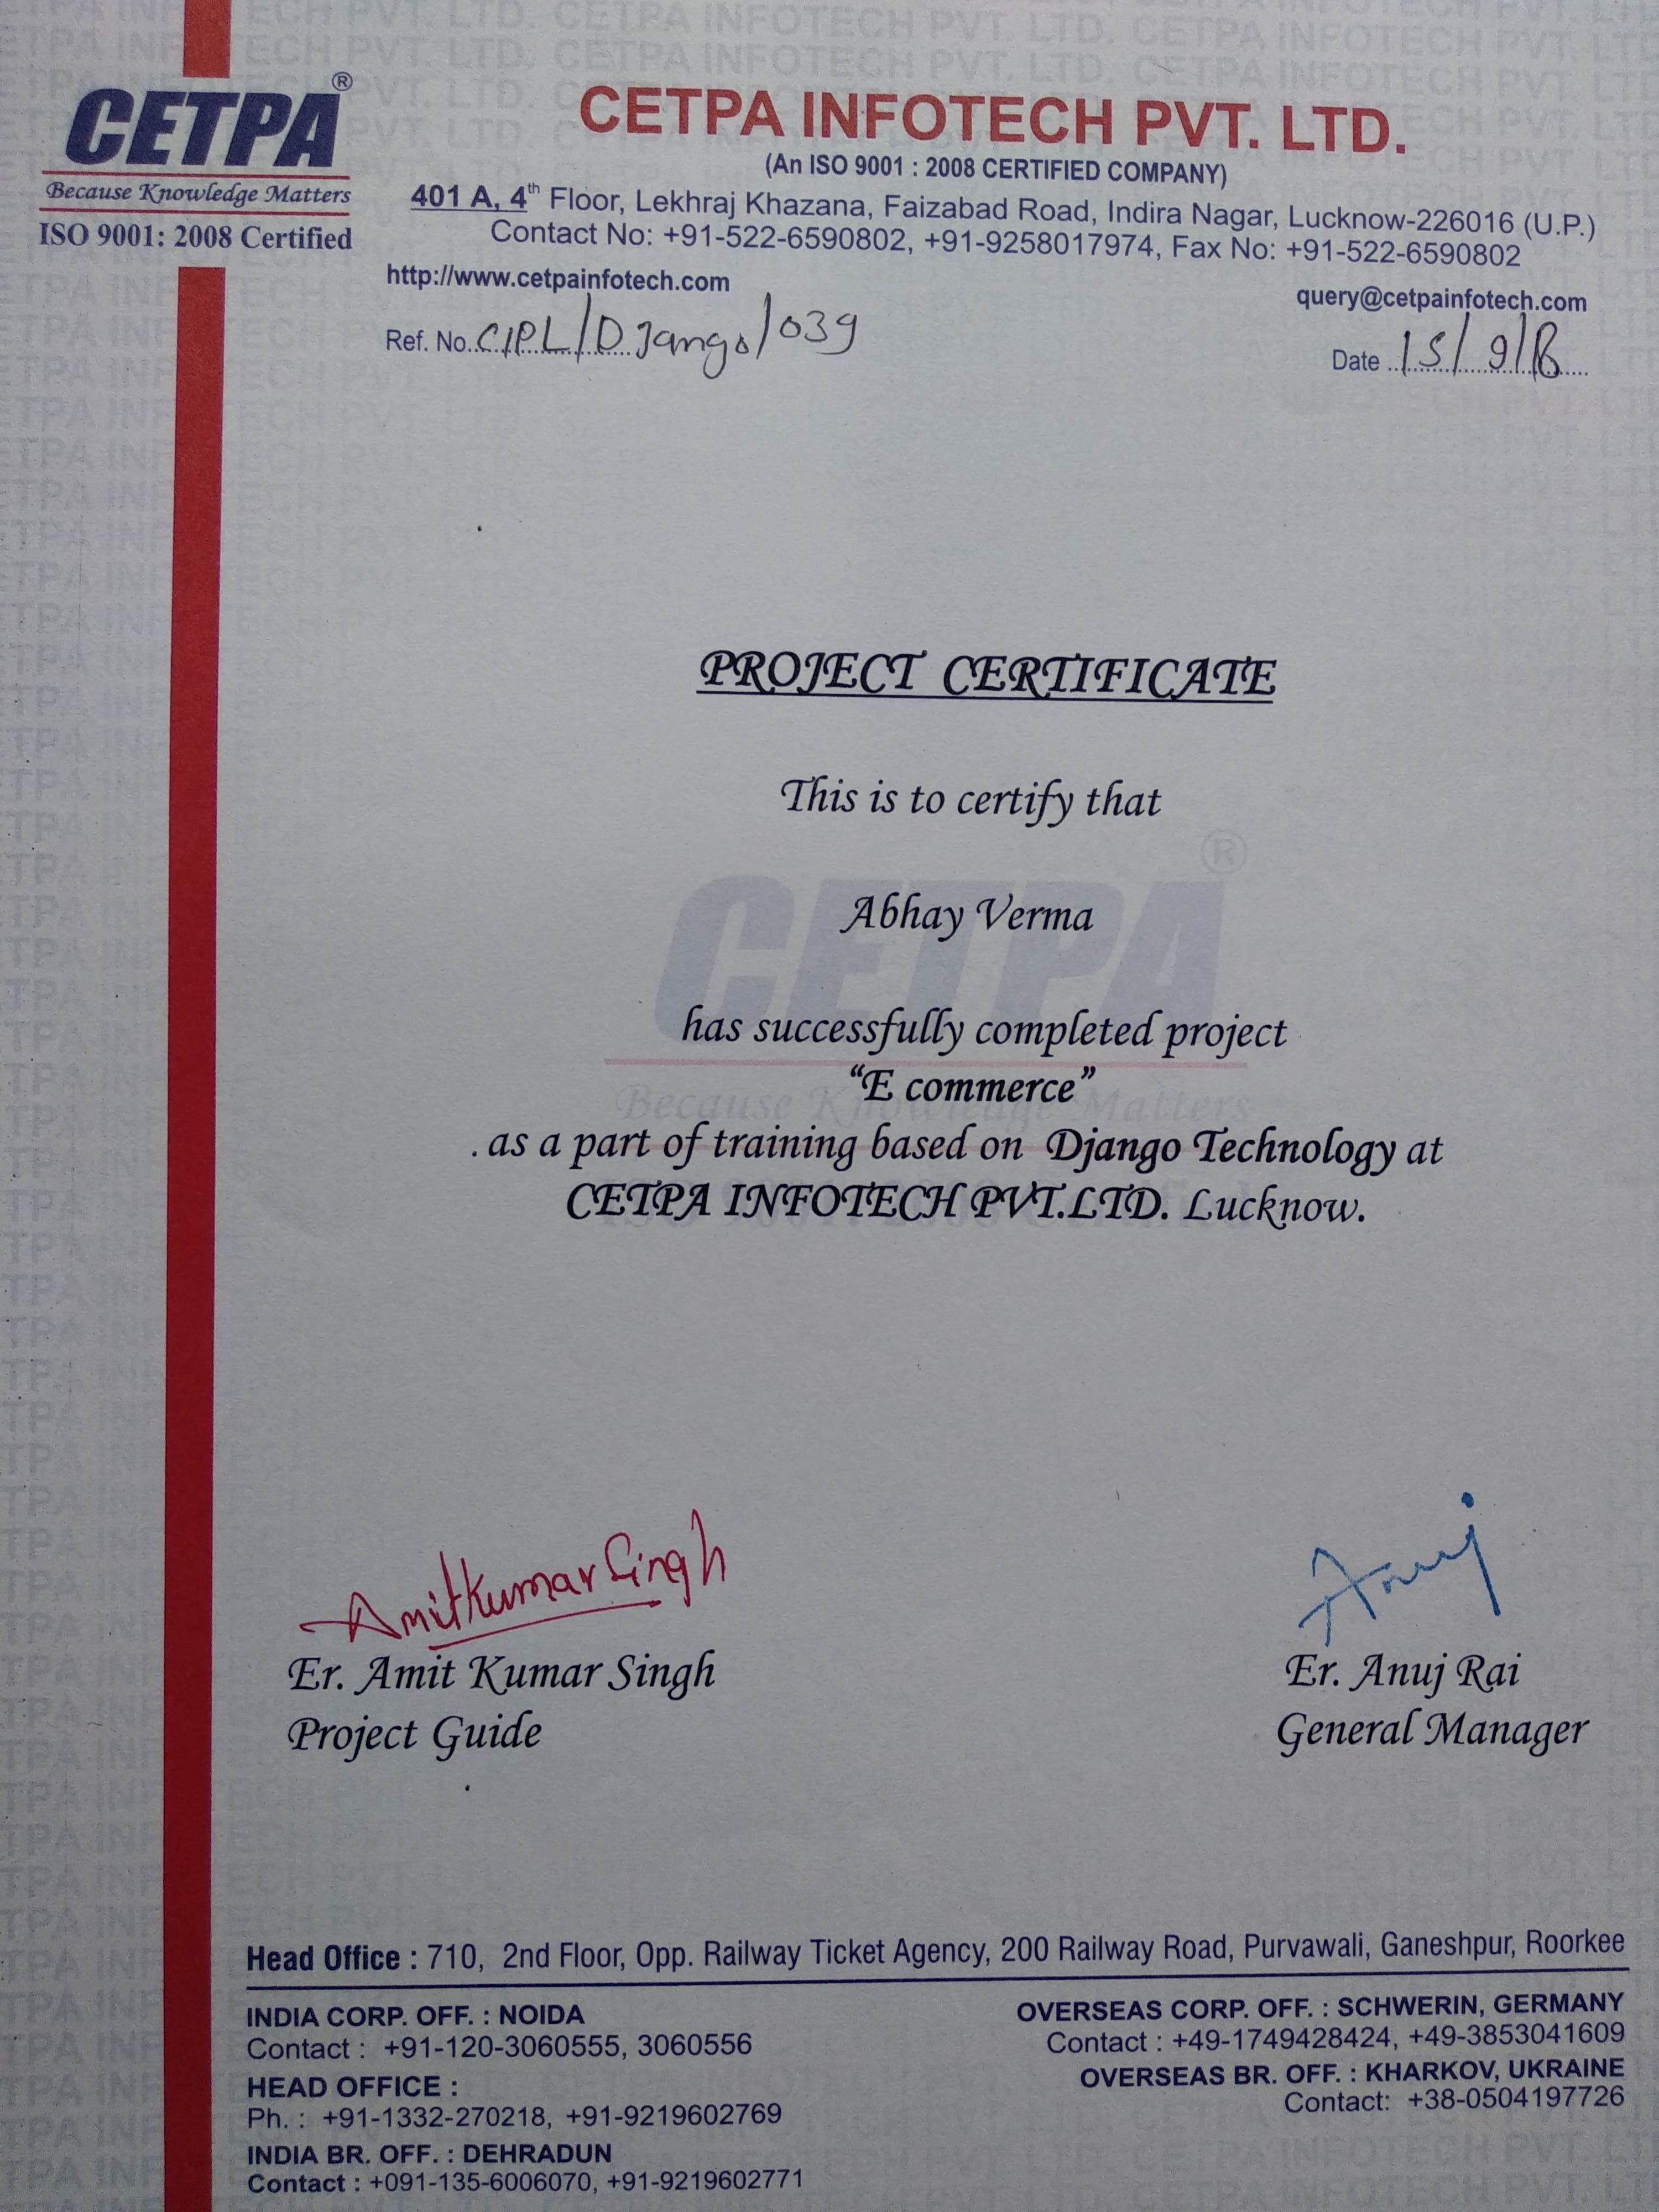 CETPA®
Because Knowledge Matters
ISO 9001: 2008 Certified
CETPA INFOTECH PVT. LTD.
(An ISO 9001 : 2008 CERTIFIED COMPANY)
401 A, 4th Floor, Lekhraj Khazana, Faizabad Road, Indira Nagar, Lucknow-226016 (U.P.)
Contact No: +91-522-6590802, +91-9258017974, Fax No: +91-522-6590802
http://www.cetpainfotech.com
query@cetpainfotech.com
Ref. No. CIPL/DJango/039
Date 15/9/
PROJECT CERTIFICATE
This is to certify that
Abhay Verma
has successfully completed project
“E commerce”
as a part of training based on Django Technology at
CETPA INFOTECH PVT.LTD. Lucknow.
CETPA®
Because Knowledge Matters
Amitkumar Singh
Anuj
Er. Amit Kumar Singh
Er. Anuj Rai
Project Guide
General Manager
Head Office : 710, 2nd Floor, Opp. Railway Ticket Agency, 200 Railway Road, Purvawali, Ganeshpur, Roorkee
INDIA CORP. OFF. : NOIDA
Contact : +91-120-3060555, 3060556
HEAD OFFICE :
Ph. : +91-1332-270218, +91-9219602769
INDIA BR. OFF. : DEHRADUN
Contact : +091-135-6006070, +91-9219602771
OVERSEAS CORP. OFF. : SCHWERIN, GERMANY
Contact : +49-1749428424, +49-3853041609
OVERSEAS BR. OFF. : KHARKOV, UKRAINE
Contact: +38-0504197726